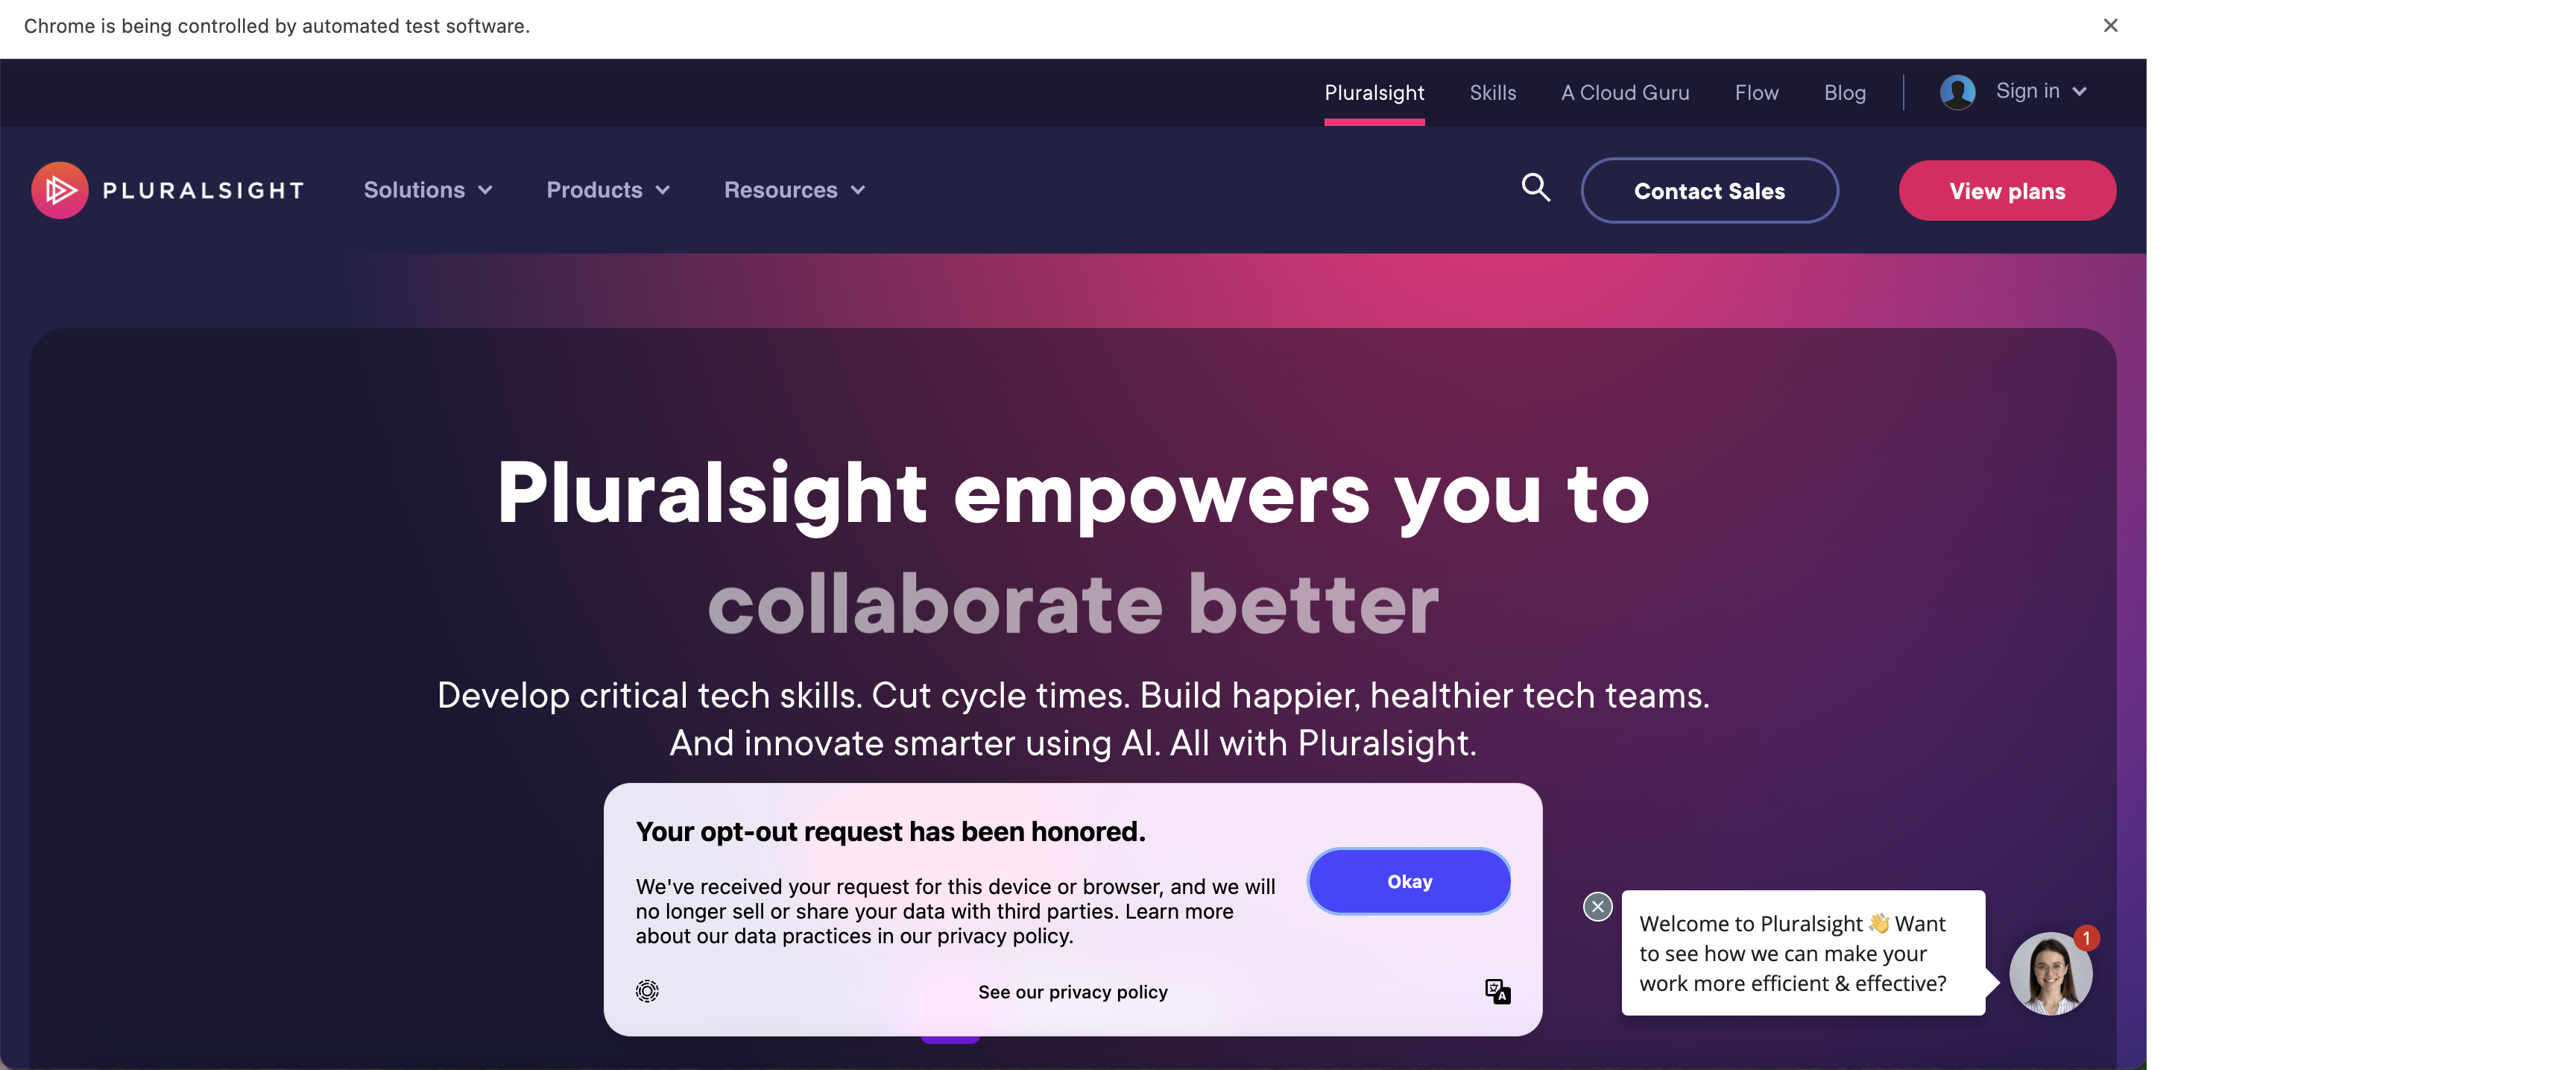 Chrome is being controlled by automated test software.
Pluralsight Skills A Cloud Guru Flow Blog Sign in
PLURALSIGHT Solutions Products Resources Contact Sales View plans
Pluralsight empowers you to
collaborate better
Develop critical tech skills. Cut cycle times. Build happier, healthier tech teams.
And innovate smarter using AI. All with Pluralsight.
Your opt-out request has been honored.
We've received your request for this device or browser, and we will
no longer sell or share your data with third parties. Learn more
about our data practices in our privacy policy.
Okay
See our privacy policy
Welcome to Pluralsight 👋 Want
to see how we can make your
work more efficient & effective?
1